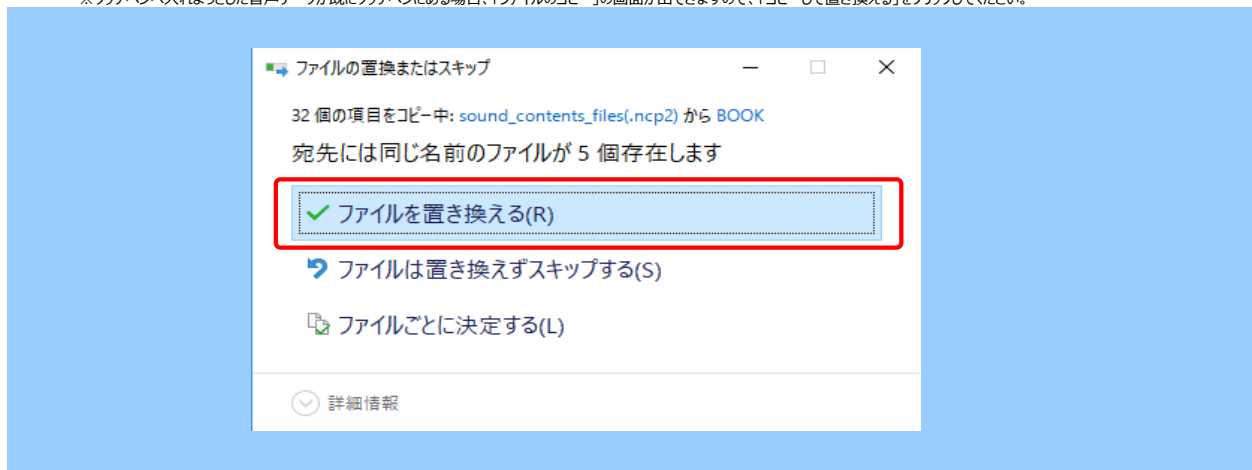 ファイルの置換またはスキップ
32 個の項目をコピー中: sound_contents_files(.ncp2) から BOOK
宛先には同じ名前のファイルが 5 個存在します
ファイルを置き換える(R)
ファイルは置き換えずスキップする(S)
ファイルごとに決定する(L)
詳細情報